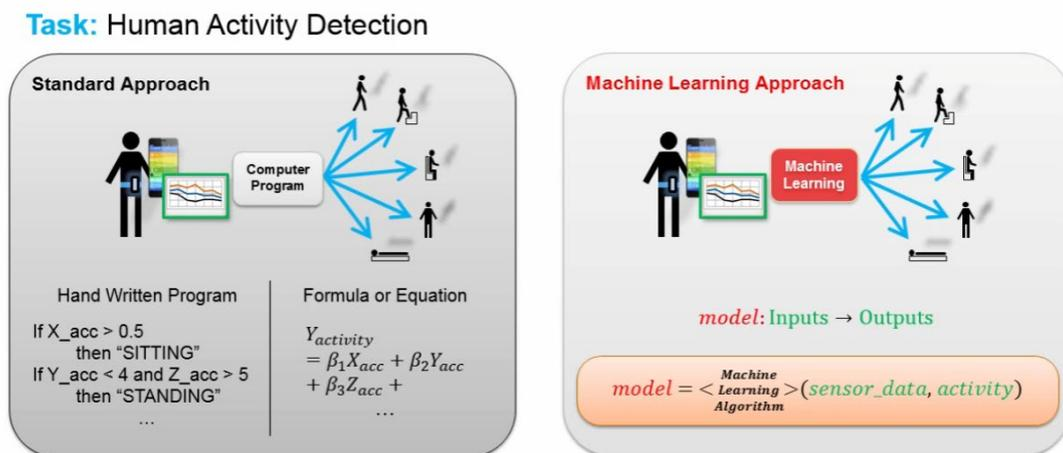 Task: Human Activity Detection
Standard Approach
Computer
Program
Hand Written Program
If X_acc > 0.5
then “SITTING”
If Y_acc < 4 and Z_acc > 5
then “STANDING”
…
Formula or Equation
Y_activity
= β₁X_acc + β₂Y_acc
+ β₃Z_acc +
…
Machine Learning Approach
Machine
Learning
model: Inputs → Outputs
model = < Machine Learning Algorithm >(sensor_data, activity)